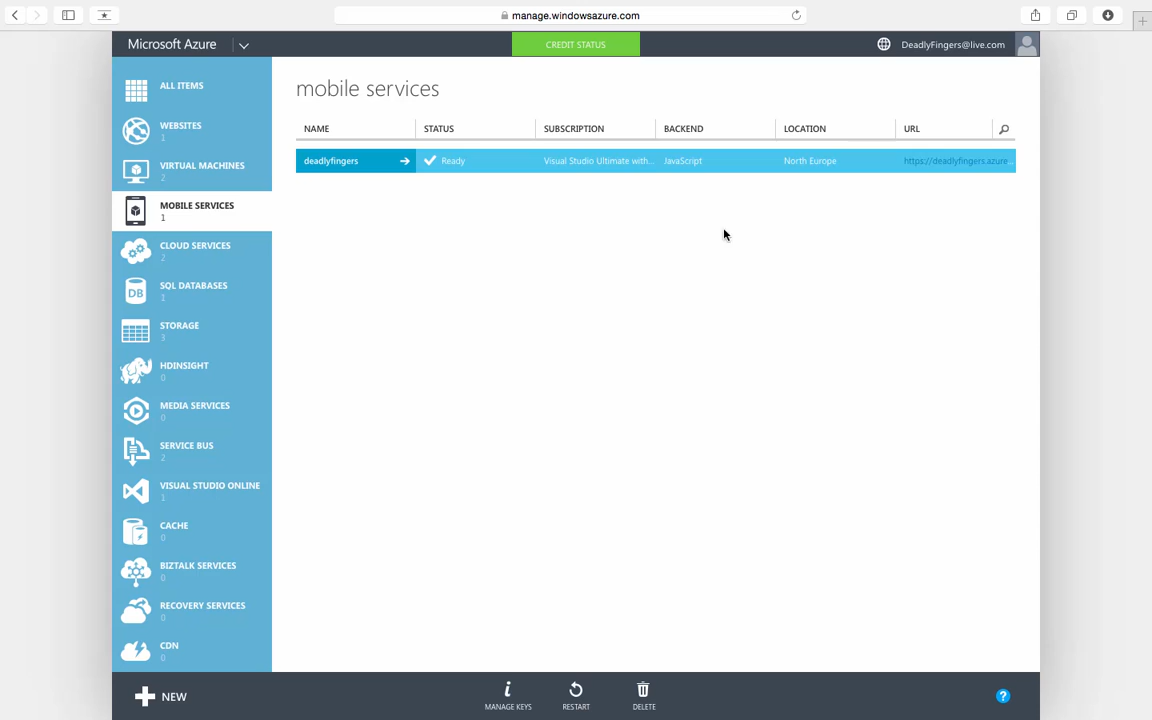 manage.windowsazure.com
Microsoft Azure
CREDIT STATUS
DeadlyFingers@live.com
ALL ITEMS
WEBSITES
1
VIRTUAL MACHINES
2
MOBILE SERVICES
1
CLOUD SERVICES
2
SQL DATABASES
1
STORAGE
3
HDINSIGHT
0
MEDIA SERVICES
0
SERVICE BUS
2
VISUAL STUDIO ONLINE
1
CACHE
0
BIZTALK SERVICES
0
RECOVERY SERVICES
0
CDN
0
mobile services
NAME STATUS SUBSCRIPTION BACKEND LOCATION URL
deadlyfingers Ready Visual Studio Ultimate with... JavaScript North Europe https://deadlyfingers.azure...
DB
NEW
MANAGE KEYS
RESTART
DELETE
?